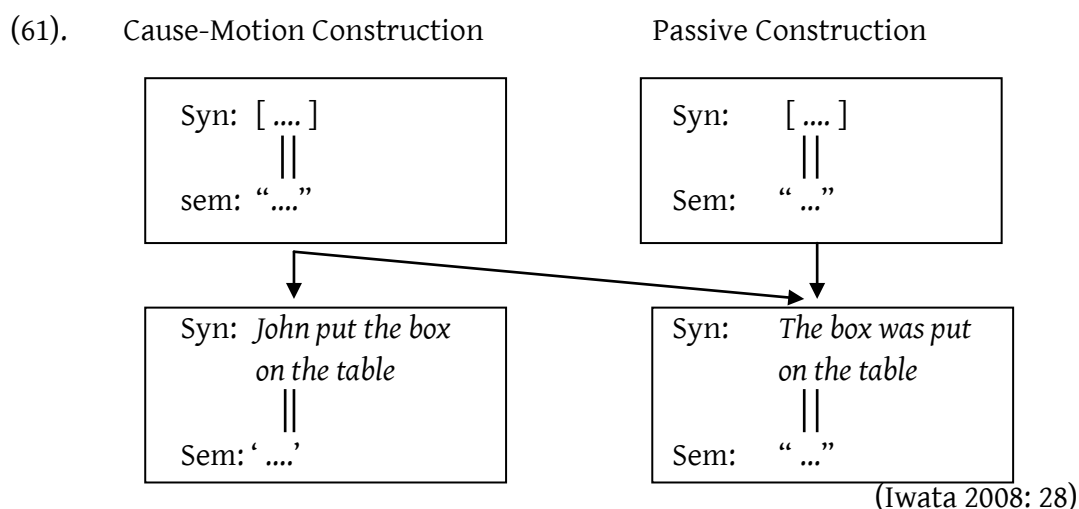 (61). Cause-Motion Construction Passive Construction
Syn: [ .... ]
||
sem: “....”
Syn: [ .... ]
||
Sem: “ ...”
Syn: John put the box
on the table
||
Sem: ‘ ....’
Syn: The box was put
on the table
||
Sem: “ ...”
(Iwata 2008: 28)